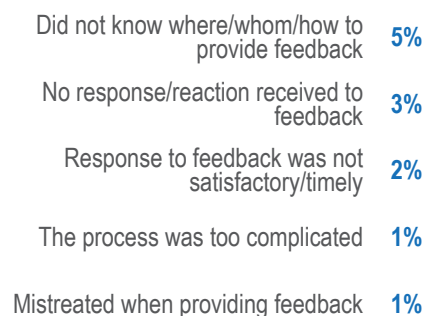 Did not know where/whom/how to
provide feedback 5%
No response/reaction received to
feedback 3%
Response to feedback was not
satisfactory/timely 2%
The process was too complicated 1%
Mistreated when providing feedback 1%